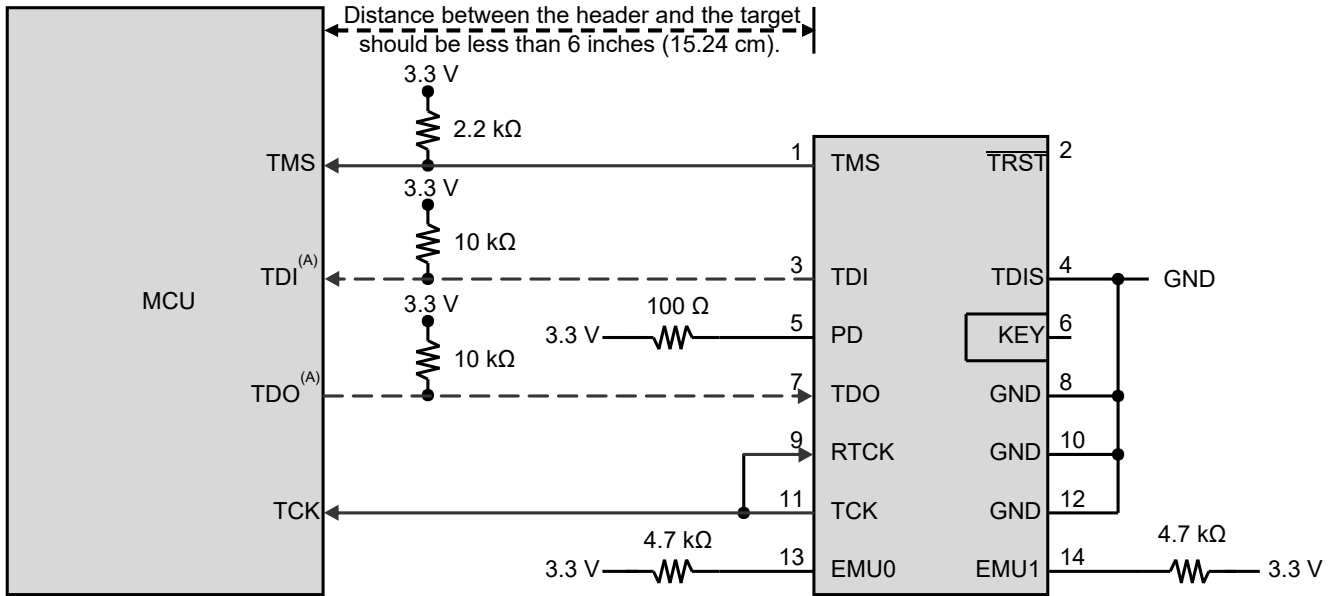 Distance between the header and the target
should be less than 6 inches (15.24 cm).
3.3 V
2.2 kΩ
TMS
1
TMS
TRST
2
3.3 V
10 kΩ
TDI(A)
3
TDI
TDIS
4
GND
MCU
3.3 V
100 Ω
3.3 V
5
PD
KEY
6
10 kΩ
TDO(A)
7
TDO
GND
8
9
RTCK
GND
10
TCK
11
TCK
GND
12
3.3 V
4.7 kΩ
13
EMU0
EMU1
14
4.7 kΩ
3.3 V